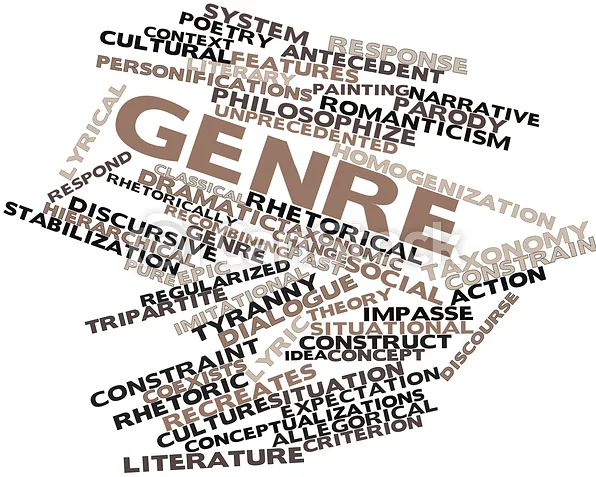 SYSTEM
POETRY
CONTEXT
CULTURAL
RESPONSE
ANTECEDENT
FEATURES
LITERARY
PERSONIFICATIONS
PAINTING
NARRATIVE
PARODY
ROMANTICISM
PHILOSOPHIZE
UNPRECEDENTED
LYRICAL
GENRE
HOMOGENIZATION
RESPOND
CLASSICAL
RHETORICALLY
DRAMATIC
RHETORICAL
DISCURSIVE
HIERARCHICAL
STABILIZATION
RECOMBINING
GENRE
TAXONOMIC
CHANGE
PAST
SOCIAL
TAXONOMY
CONSTRAIN
ACTION
PURE
EPIC
REGULARIZED
TRIPARTITE
IMITATIONAL
TYRANNY
DIALOGUE
THEORY
IMPASSE
SITUATIONAL
CONSTRUCT
DISCOURSE
LYRIC
IDEA
CONCEPT
CONSTRAINT
COEXISTS
RHETORIC
RECREATES
SITUATION
EXPECTATION
CULTURE
CONCEPTUALIZATIONS
ALLEGORICAL
CRITERION
LITERATURE